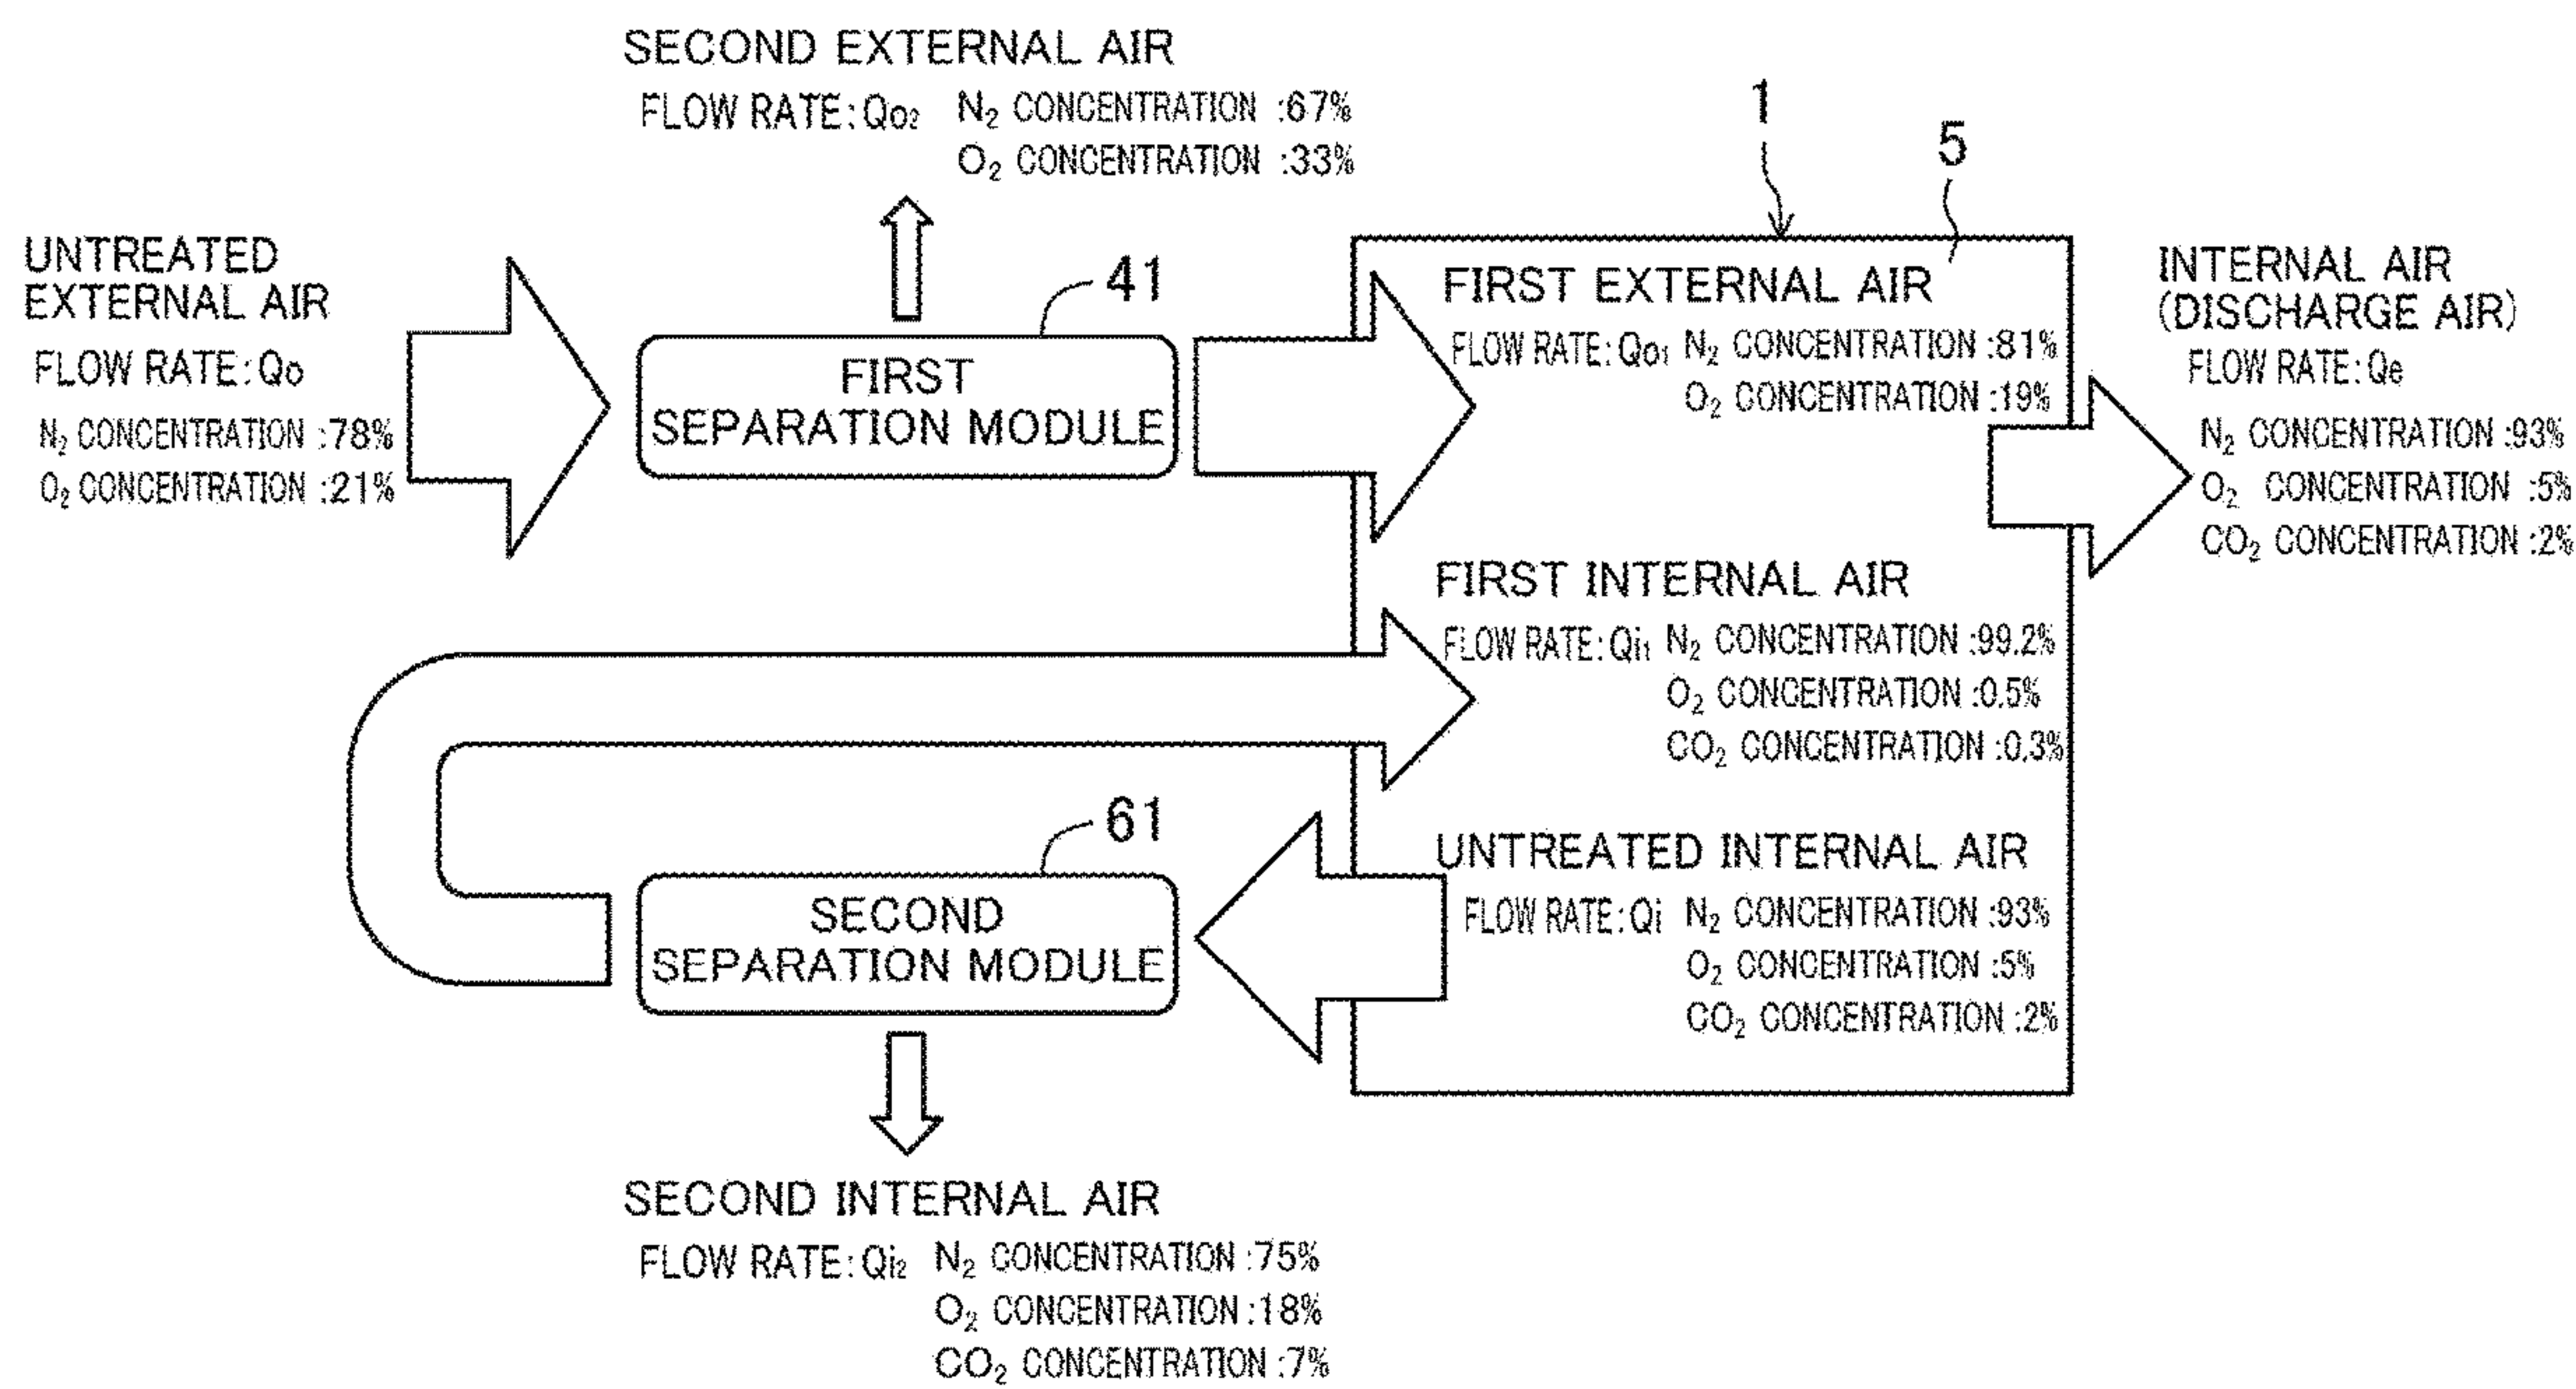 SECOND EXTERNAL AIR
FLOW RATE:Qo₂ N₂ CONCENTRATION :67%
O₂ CONCENTRATION :33%
1
5
UNTREATED
EXTERNAL AIR
FLOW RATE:Qo
N₂ CONCENTRATION :78%
O₂ CONCENTRATION :21%
41
FIRST
SEPARATION MODULE
FIRST EXTERNAL AIR
FLOW RATE:Qo₁ N₂ CONCENTRATION :81%
O₂ CONCENTRATION :19%
INTERNAL AIR
(DISCHARGE AIR)
FLOW RATE:Qe
N₂ CONCENTRATION :93%
O₂ CONCENTRATION :5%
CO₂ CONCENTRATION :2%
FIRST INTERNAL AIR
FLOW RATE:Qi₁ N₂ CONCENTRATION :99.2%
O₂ CONCENTRATION :0.5%
CO₂ CONCENTRATION :0.3%
61
SECOND
SEPARATION MODULE
UNTREATED INTERNAL AIR
FLOW RATE:Qi N₂ CONCENTRATION :93%
O₂ CONCENTRATION :5%
CO₂ CONCENTRATION :2%
SECOND INTERNAL AIR
FLOW RATE:Qi₂ N₂ CONCENTRATION :75%
O₂ CONCENTRATION :18%
CO₂ CONCENTRATION :7%